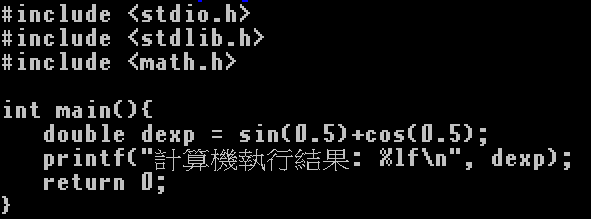 #include <stdio.h>
#include <stdlib.h>
#include <math.h>
int main(){
double dexp = sin(0.5)+cos(0.5);
printf("計算機執行結果: %lf\n", dexp);
return 0;
}